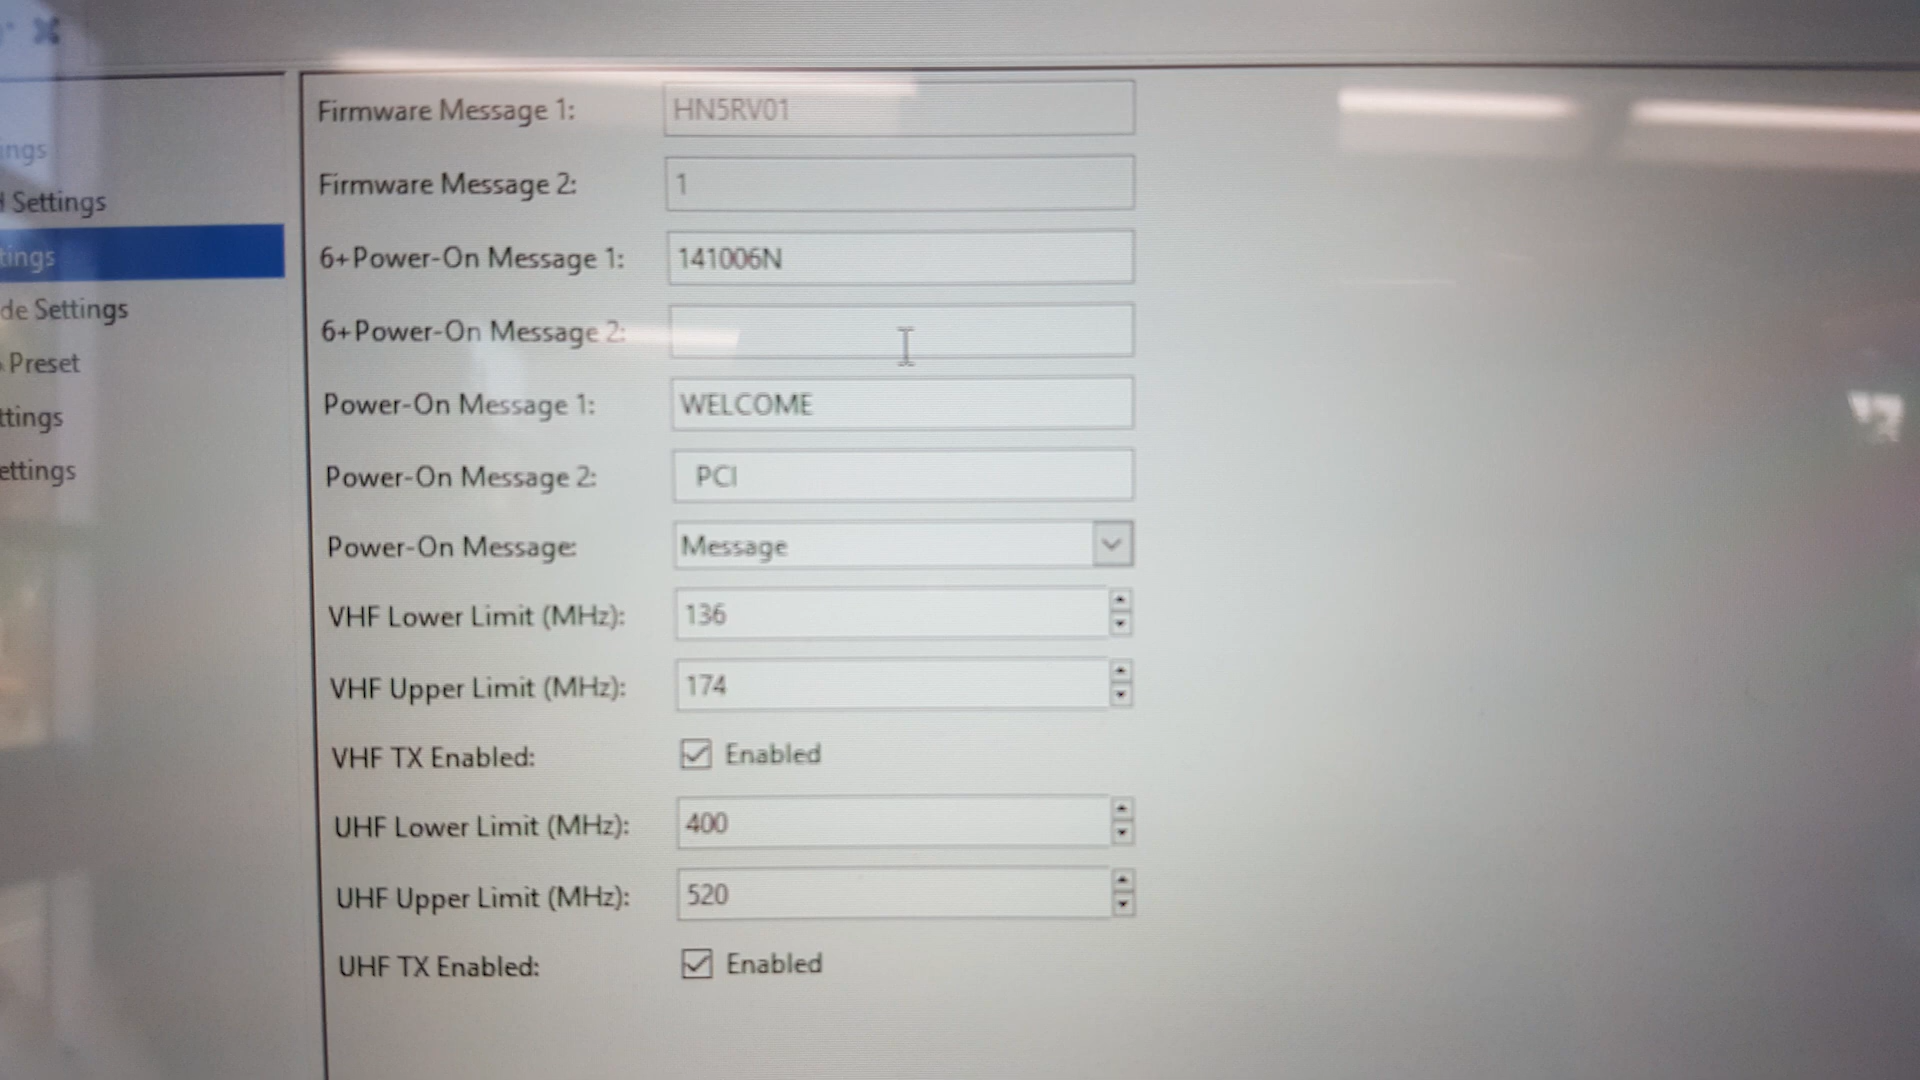 ings
Settings
tings
de Settings
Preset
ttings
ettings
Firmware Message 1: HN5RV01
Firmware Message 2: 1
6+Power-On Message 1: 141006N
6+Power-On Message 2:
Power-On Message 1: WELCOME
Power-On Message 2: PCI
Power-On Message: Message
VHF Lower Limit (MHz): 136
VHF Upper Limit (MHz): 174
VHF TX Enabled: Enabled
UHF Lower Limit (MHz): 400
UHF Upper Limit (MHz): 520
UHF TX Enabled: Enabled